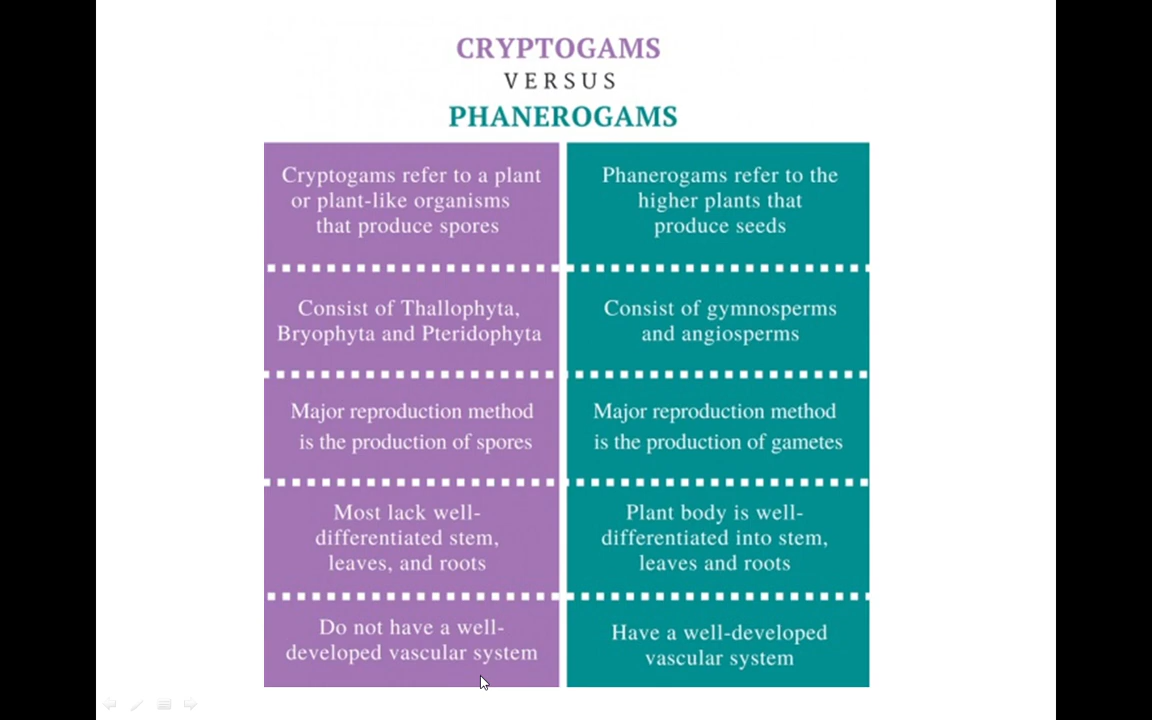 CRYPTOGAMS
VERSUS
PHANEROGAMS
Cryptogams refer to a plant
or plant-like organisms
that produce spores
Phanerogams refer to the
higher plants that
produce seeds
Consist of Thallophyta,
Bryophyta and Pteridophyta
Consist of gymnosperms
and angiosperms
Major reproduction method
is the production of spores
Major reproduction method
is the production of gametes
Most lack well-
differentiated stem,
leaves, and roots
Plant body is well-
differentiated into stem,
leaves and roots
Do not have a well-
developed vascular system
Have a well-developed
vascular system